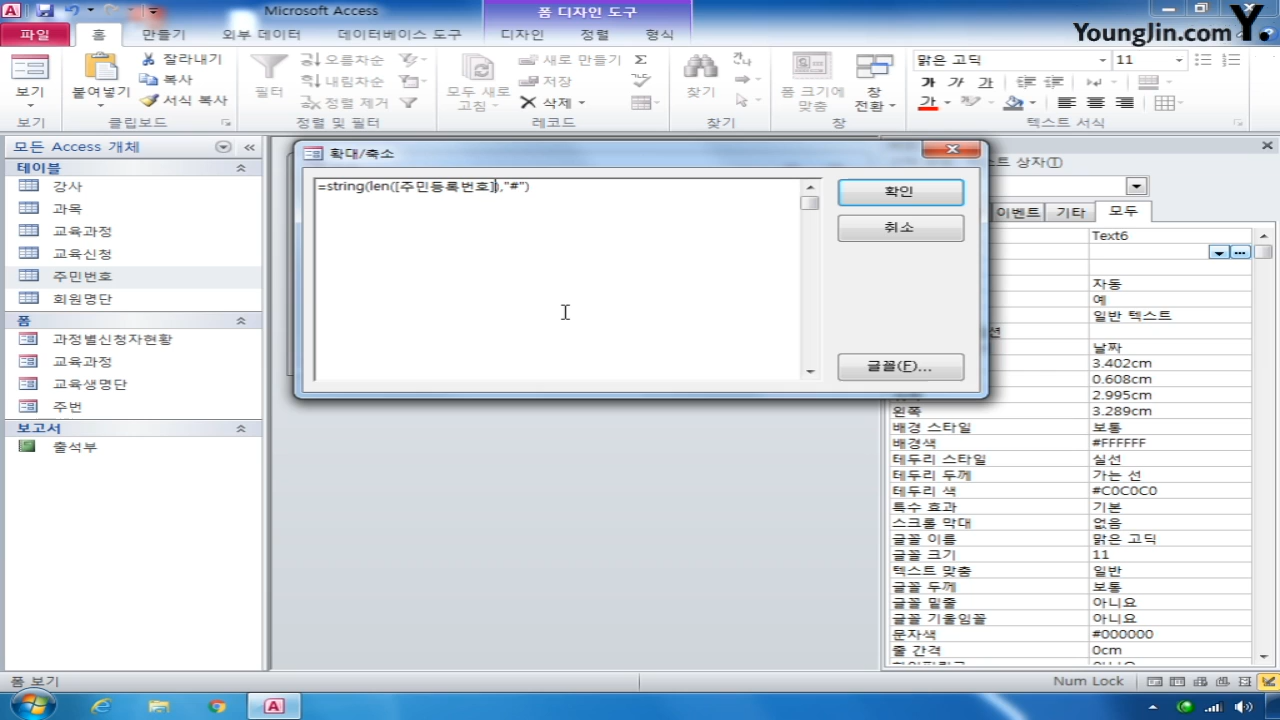 Microsoft Access
폼 디자인 도구
YoungJin.com Y.
파일 홈 만들기 외부 데이터 데이터베이스 도구 디자인 정렬 형식
보기
붙여넣기
잘라내기
복사
서식 복사
필터
오름차순
내림차순
정렬 제거
모두 새로 고침
새로 만들기
저장
삭제
찾기
폼 크기에 맞춤
창 전환
맑은 고딕 11
가 가 가
가
보기 클립보드 정렬 및 필터 레코드 찾기 창 텍스트 서식
모든 Access 개체
테이블
강사
과목
교육과정
교육신청
주민번호
회원명단
폼
과정별신청자현황
교육과정
교육생명단
주번
보고서
출석부
확대/축소
=string(len([주민등록번호]),"#")
확인
취소
글꼴(F)...
스트 상자(T)
이벤트 기타 모두
Text6
자동
예
일반 텍스트
날짜
3.402cm
0.608cm
2.995cm
왼쪽 3.289cm
배경 스타일 보통
배경색 #FFFFFF
테두리 스타일 실선
테두리 두께 가는 선
테두리 색 #C0C0C0
특수 효과 기본
스크롤 막대 없음
글꼴 이름 맑은 고딕
글꼴 크기 11
텍스트 맞춤 일반
글꼴 두께 보통
글꼴 밑줄 아니요
글꼴 기울임꼴 아니요
문자색 #000000
줄 간격 0cm
폼 보기
Num Lock